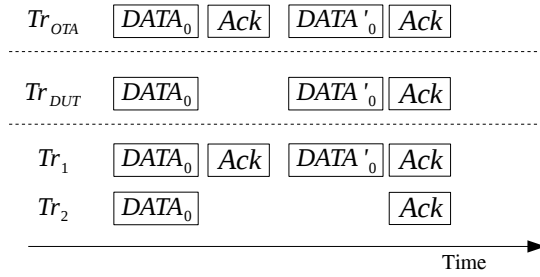 Tr_OTA DATA_0 Ack DATA'_0 Ack
Tr_DUT DATA_0 DATA'_0 Ack
Tr_1 DATA_0 Ack DATA'_0 Ack
Tr_2 DATA_0 Ack
Time